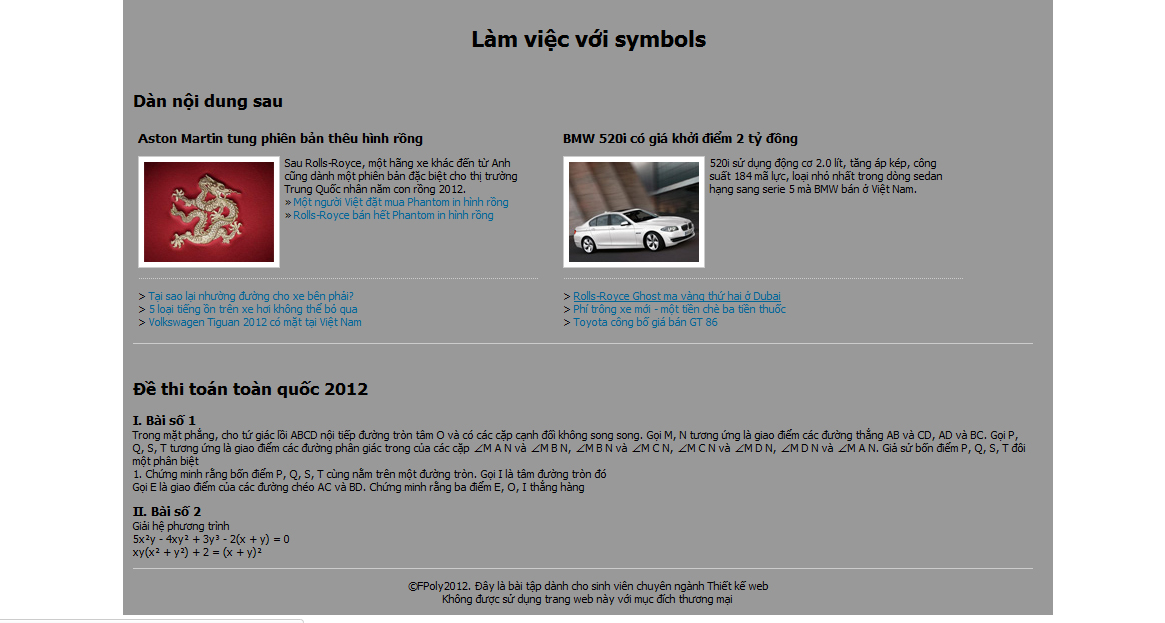 Làm việc với symbols
Dàn nội dung sau
Aston Martin tung phiên bản thêu hình rồng
Sau Rolls-Royce, một hãng xe khác đến từ Anh
cũng dành một phiên bản đặc biệt cho thị trường
Trung Quốc nhân năm con rồng 2012.
» Một người Việt đặt mua Phantom in hình rồng
» Rolls-Royce bán hết Phantom in hình rồng
> Tại sao lại nhường đường cho xe bên phải?
> 5 loại tiếng ồn trên xe hơi không thể bỏ qua
> Volkswagen Tiguan 2012 có mặt tại Việt Nam
BMW 520i có giá khởi điểm 2 tỷ đồng
520i sử dụng động cơ 2.0 lít, tăng áp kép, công
suất 184 mã lực, loại nhỏ nhất trong dòng sedan
hạng sang serie 5 mà BMW bán ở Việt Nam.
> Rolls-Royce Ghost mạ vàng thứ hai ở Dubai
> Phí trông xe mới - một tiền chè ba tiền thuốc
> Toyota công bố giá bán GT 86
Đề thi toán toàn quốc 2012
I. Bài số 1
Trong mặt phẳng, cho tứ giác lồi ABCD nội tiếp đường tròn tâm O và có các cặp cạnh đối không song song. Gọi M, N tương ứng là giao điểm các đường thẳng AB và CD, AD và BC. Gọi P,
Q, S, T tương ứng là giao điểm các đường phân giác trong của các cặp ∠M A N và ∠M B N, ∠M B N và ∠M C N, ∠M C N và ∠M D N, ∠M D N và ∠M A N. Giả sử bốn điểm P, Q, S, T đôi
một phân biệt
1. Chứng minh rằng bốn điểm P, Q, S, T cùng nằm trên một đường tròn. Gọi I là tâm đường tròn đó
Gọi E là giao điểm của các đường chéo AC và BD. Chứng minh rằng ba điểm E, O, I thẳng hàng
II. Bài số 2
Giải hệ phương trình
5x²y - 4xy² + 3y³ - 2(x + y) = 0
xy(x² + y²) + 2 = (x + y)²
©FPoly2012. Đây là bài tập dành cho sinh viên chuyên ngành Thiết kế web
Không được sử dụng trang web này với mục đích thương mại